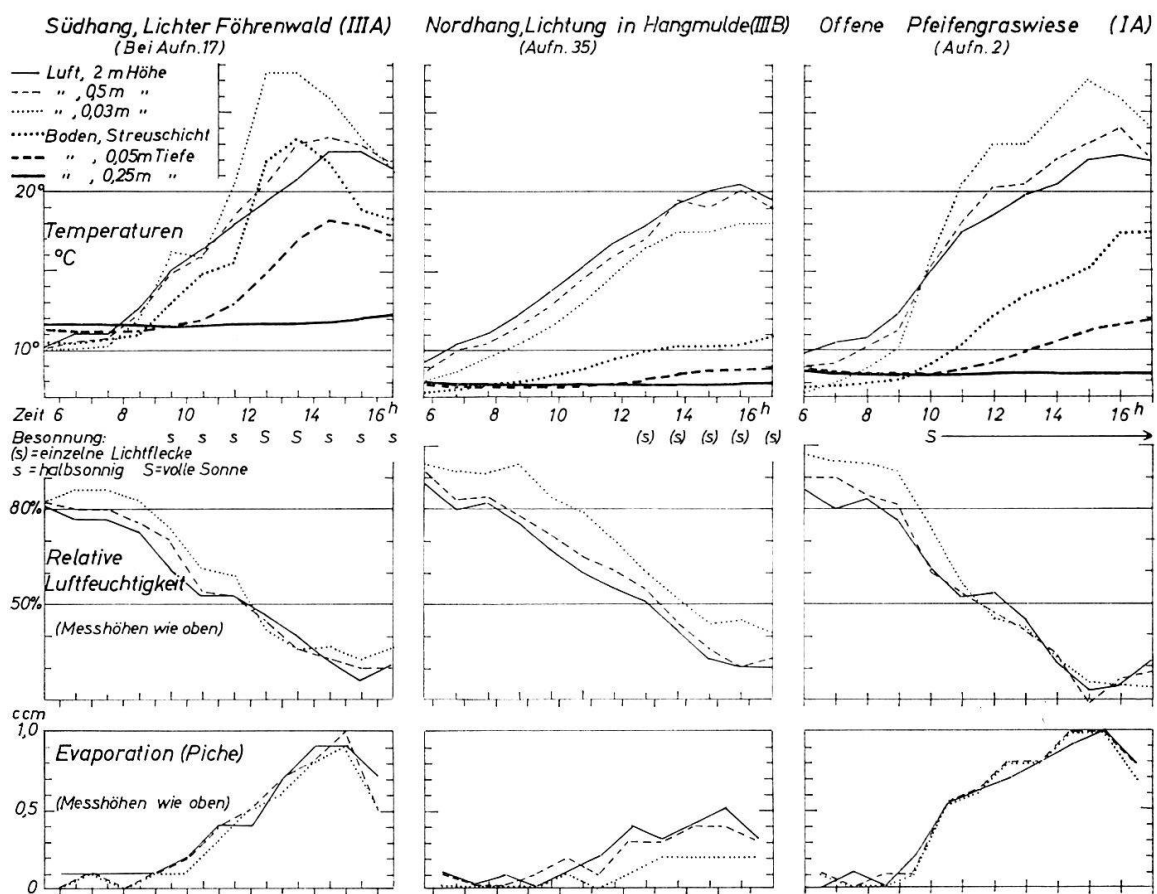 Südhang, Lichter Föhrenwald (IIIA)
(Bei Aufn.17)
Nordhang, Lichtung in Hangmulde(IIIB)
(Aufn. 35)
Offene Pfeifengraswiese (IA)
(Aufn. 2)
Luft, 2 m Höhe
" , 0,5 m "
" , 0,03 m "
Boden, Streuschicht
" , 0,05 m Tiefe
" , 0,25 m "
20°
Temperaturen
°C
10°
Zeit 6 8 10 12 14 16 h
6 8 10 12 14 16 h
6 8 10 12 14 16 h
Besonnung: s s s S S s s s
(s) (s) (s) (s) (s)
S
(s)=einzelne Lichtflecke
s = halbsonnig S=volle Sonne
80%
Relative
Luftfeuchtigkeit
50%
(Messhöhen wie oben)
ccm
1,0
Evaporation (Piche)
0,5
(Messhöhen wie oben)
0